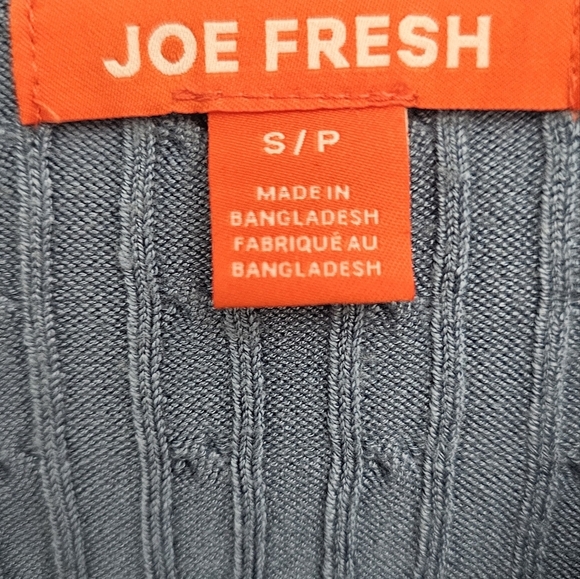 JOE FRESH
S / P
MADE IN
BANGLADESH
FABRIQUÉ AU
BANGLADESH